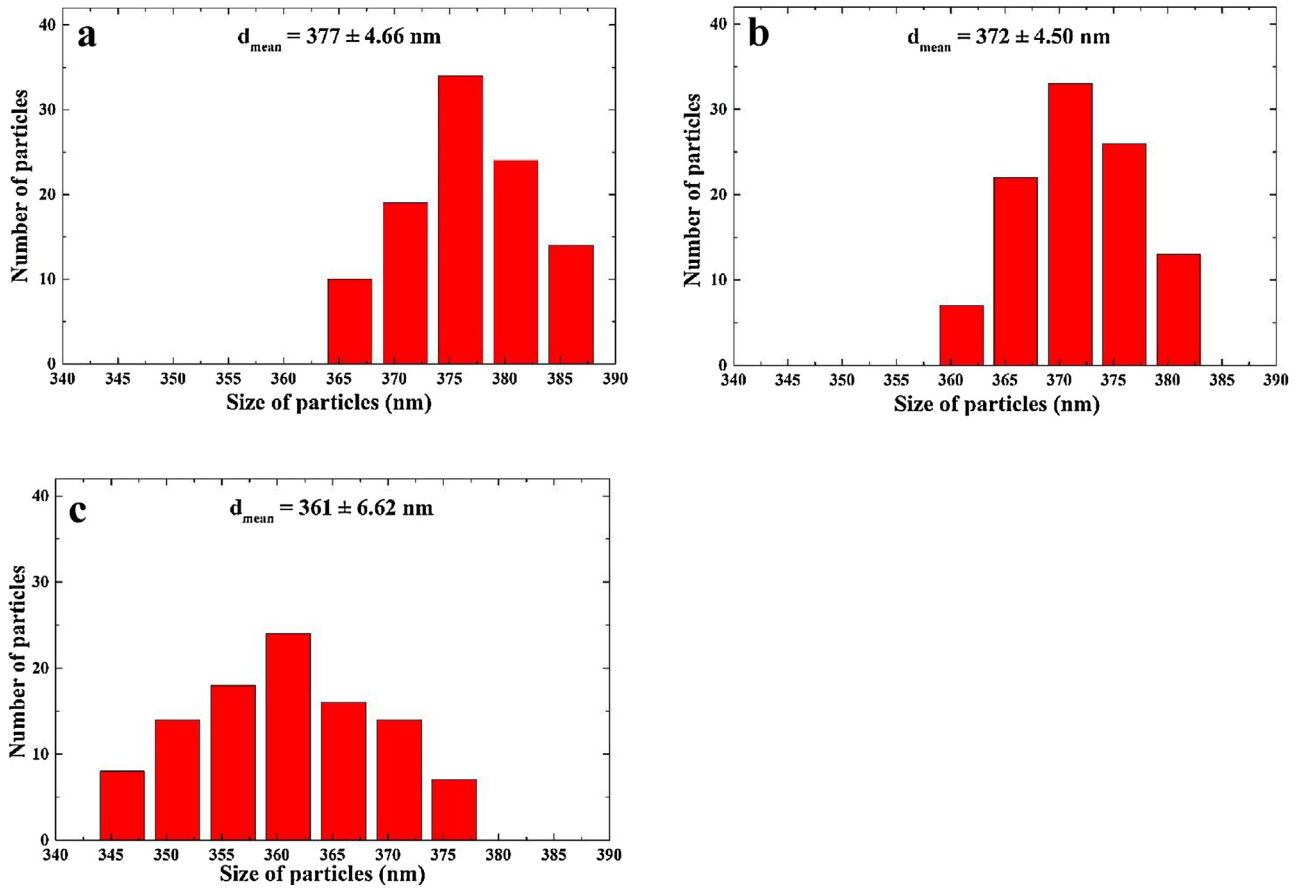 a
d_mean = 377 ± 4.66 nm
Number of particles
40
30
20
10
0
340 345 350 355 360 365 370 375 380 385 390
Size of particles (nm)
b
d_mean = 372 ± 4.50 nm
Number of particles
40
30
20
10
0
340 345 350 355 360 365 370 375 380 385 390
Size of particles (nm)
c
d_mean = 361 ± 6.62 nm
Number of particles
40
30
20
10
0
340 345 350 355 360 365 370 375 380 385 390
Size of particles (nm)